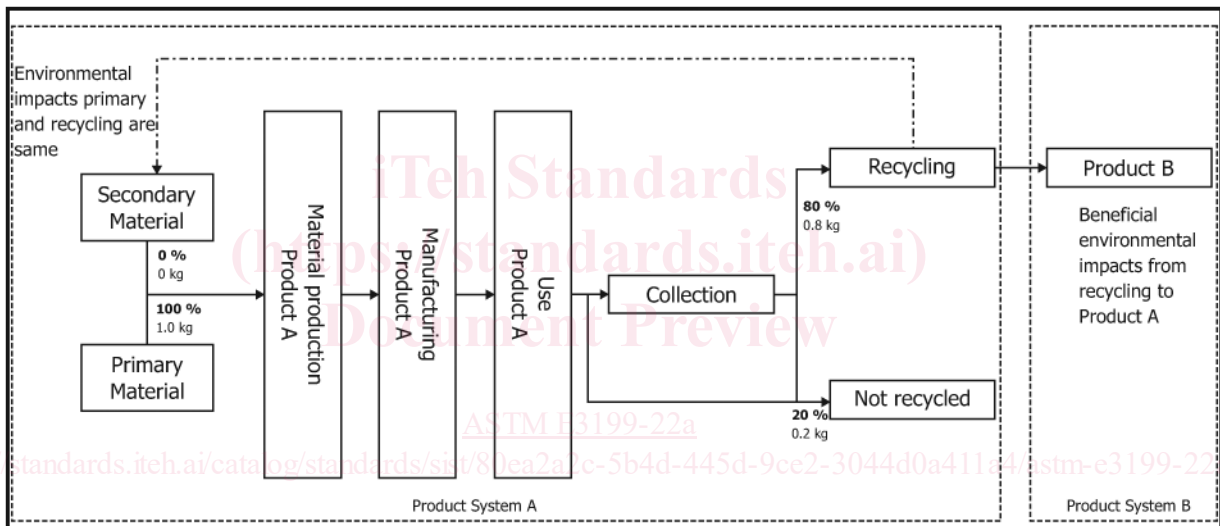 Environmental
impacts primary
and recycling are
same
Secondary
Material
0 %
0 kg
100 %
1.0 kg
Primary
Material
Material production
Product A
Manufacturing
Product A
Use
Product A
Collection
80 %
0.8 kg
20 %
0.2 kg
Recycling
Not recycled
Product B
Beneficial
environmental
impacts from
recycling to
Product A
Product System A
Product System B
iTeh Standards
(https://standards.iteh.ai)
Document Preview
ASTM E3199-22a
/standards.iteh.ai/catalog/standards/sist/80ea2a2c-5b4d-445d-9ce2-3044d0a411a4/astm-e3199-22